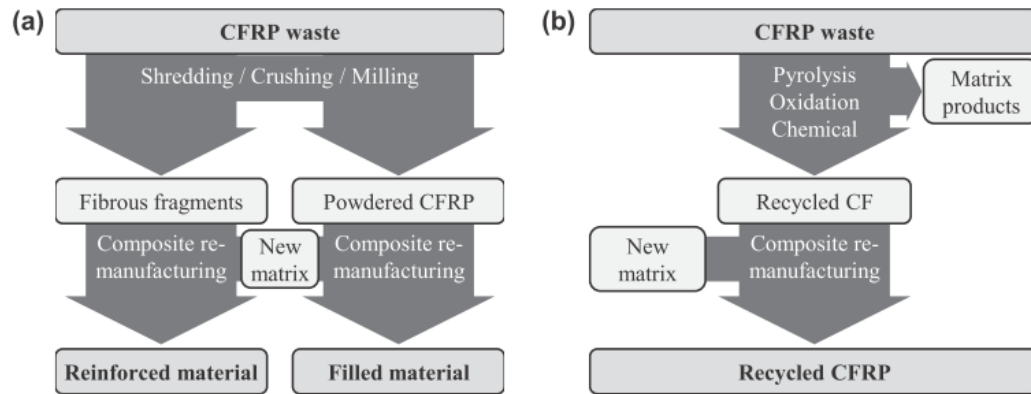 (a)
CFRP waste
Shredding / Crushing / Milling
Fibrous fragments
Powdered CFRP
Composite re-
manufacturing
New
matrix
Composite re-
manufacturing
Reinforced material
Filled material
(b)
CFRP waste
Pyrolysis
Oxidation
Chemical
Matrix
products
Recycled CF
New
matrix
Composite re-
manufacturing
Recycled CFRP